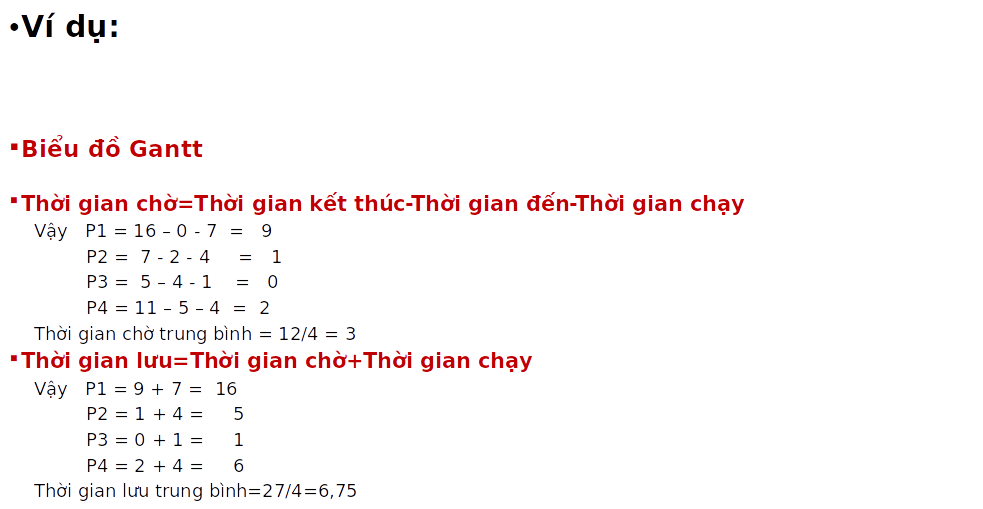 •Ví dụ:
▪Biểu đồ Gantt
▪Thời gian chờ=Thời gian kết thúc-Thời gian đến-Thời gian chạy
Vậy P1 = 16 – 0 - 7 = 9
P2 = 7 - 2 - 4 = 1
P3 = 5 – 4 - 1 = 0
P4 = 11 – 5 – 4 = 2
Thời gian chờ trung bình = 12/4 = 3
▪Thời gian lưu=Thời gian chờ+Thời gian chạy
Vậy P1 = 9 + 7 = 16
P2 = 1 + 4 = 5
P3 = 0 + 1 = 1
P4 = 2 + 4 = 6
Thời gian lưu trung bình=27/4=6,75